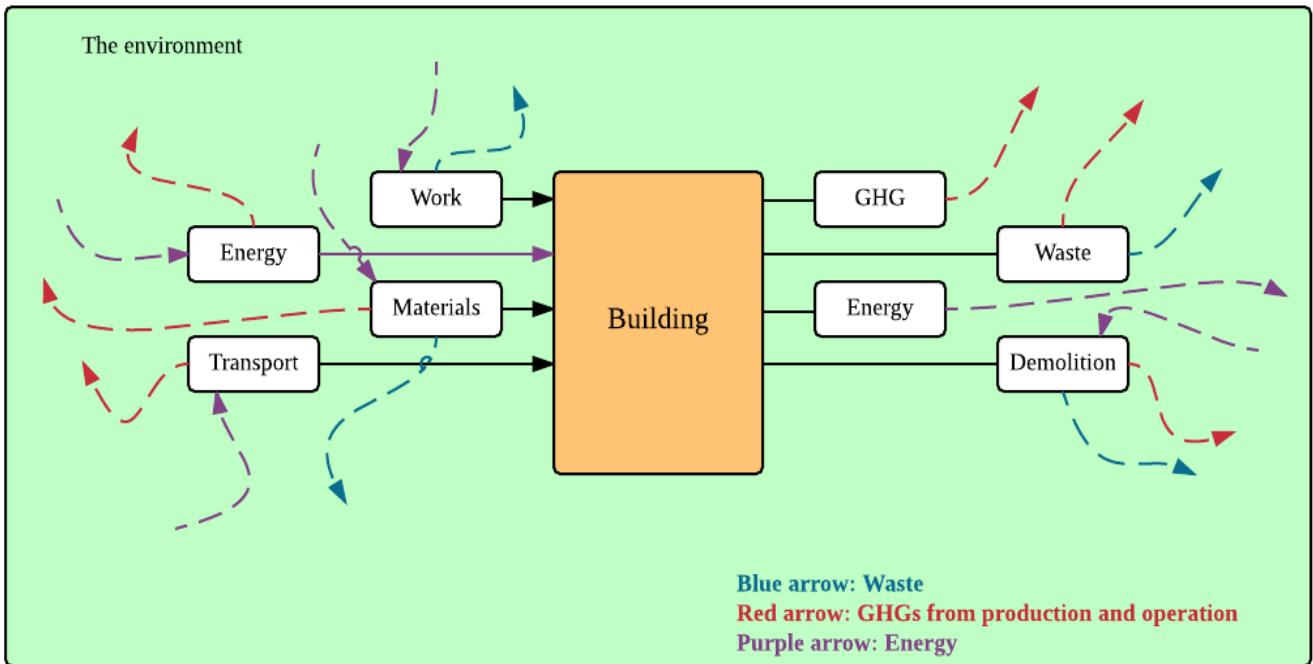 The environment
Work
GHG
Energy
Waste
Materials
Building
Energy
Transport
Demolition
Blue arrow: Waste
Red arrow: GHGs from production and operation
Purple arrow: Energy